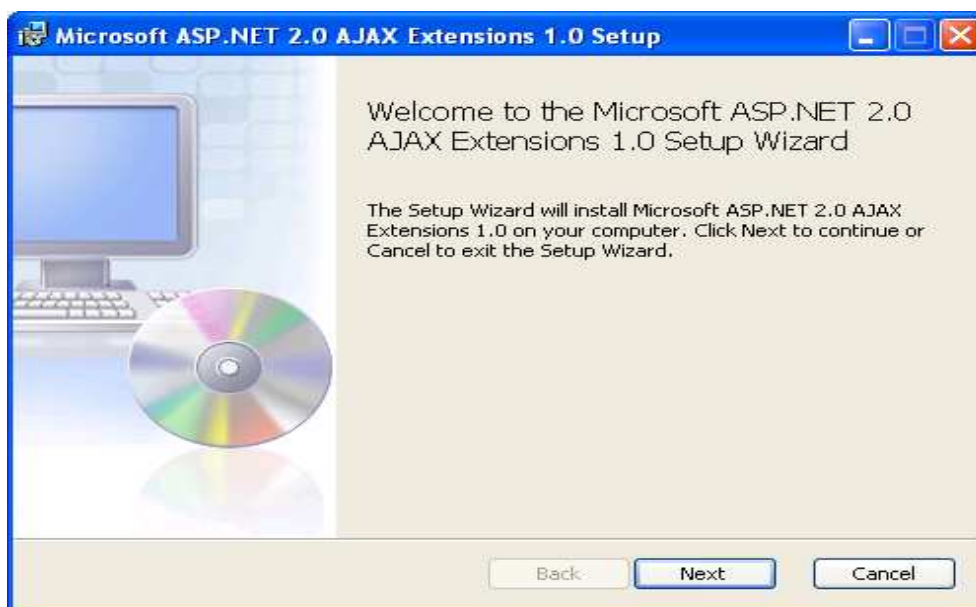 Microsoft ASP.NET 2.0 AJAX Extensions 1.0 Setup
Welcome to the Microsoft ASP.NET 2.0
AJAX Extensions 1.0 Setup Wizard
The Setup Wizard will install Microsoft ASP.NET 2.0 AJAX
Extensions 1.0 on your computer. Click Next to continue or
Cancel to exit the Setup Wizard.
Back
Next
Cancel